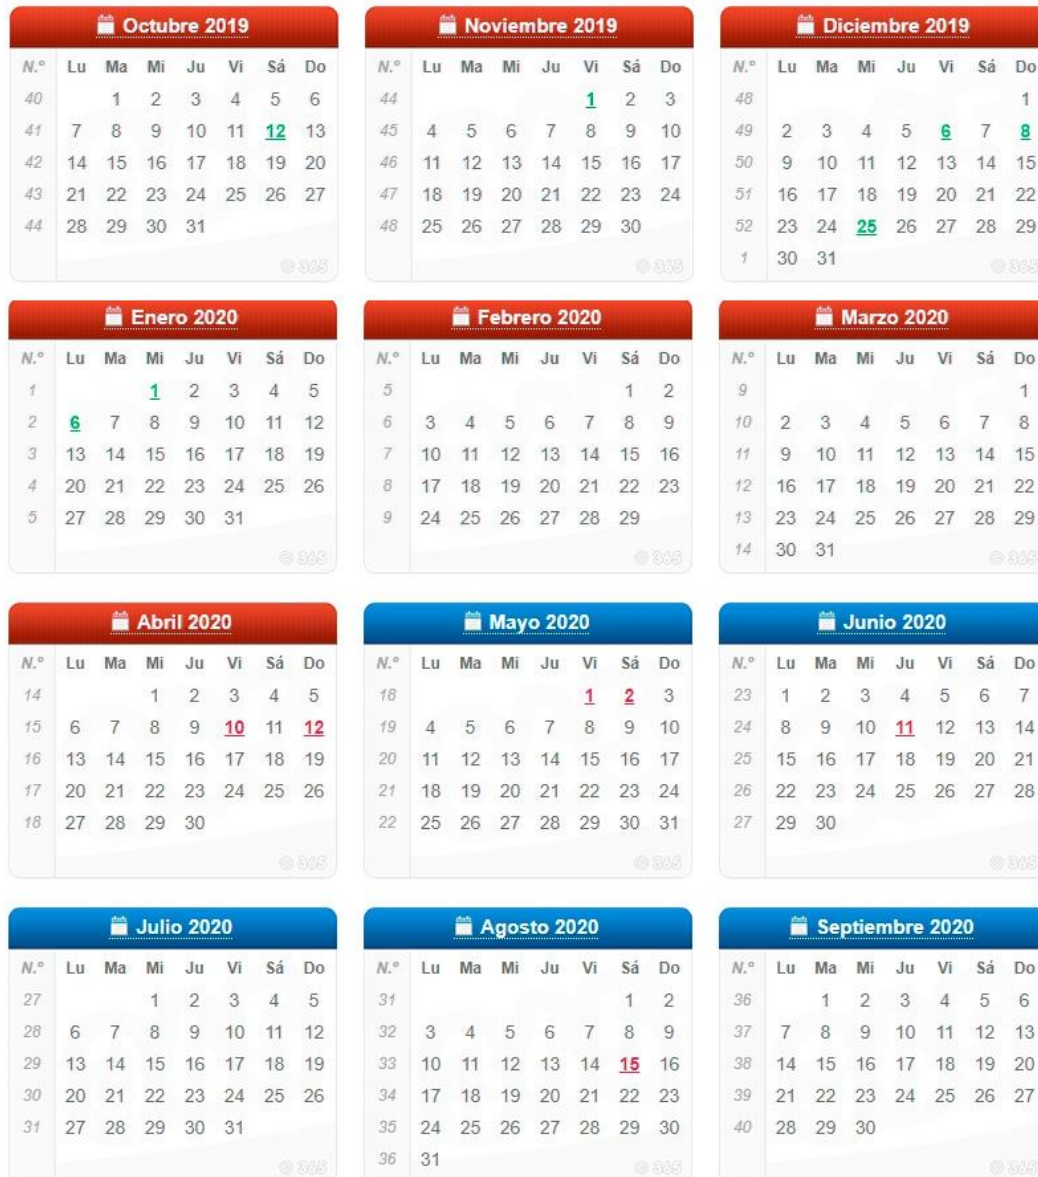 Octubre 2019
N.º Lu Ma Mi Ju Vi Sá Do
40 1 2 3 4 5 6
41 7 8 9 10 11 12 13
42 14 15 16 17 18 19 20
43 21 22 23 24 25 26 27
44 28 29 30 31
© 365
Noviembre 2019
N.º Lu Ma Mi Ju Vi Sá Do
44 1 2 3
45 4 5 6 7 8 9 10
46 11 12 13 14 15 16 17
47 18 19 20 21 22 23 24
48 25 26 27 28 29 30
© 365
Diciembre 2019
N.º Lu Ma Mi Ju Vi Sá Do
48 1
49 2 3 4 5 6 7 8
50 9 10 11 12 13 14 15
51 16 17 18 19 20 21 22
52 23 24 25 26 27 28 29
1 30 31
© 365
Enero 2020
N.º Lu Ma Mi Ju Vi Sá Do
1 1 2 3 4 5
2 6 7 8 9 10 11 12
3 13 14 15 16 17 18 19
4 20 21 22 23 24 25 26
5 27 28 29 30 31
© 365
Febrero 2020
N.º Lu Ma Mi Ju Vi Sá Do
5 1 2
6 3 4 5 6 7 8 9
7 10 11 12 13 14 15 16
8 17 18 19 20 21 22 23
9 24 25 26 27 28 29
© 365
Marzo 2020
N.º Lu Ma Mi Ju Vi Sá Do
9 1
10 2 3 4 5 6 7 8
11 9 10 11 12 13 14 15
12 16 17 18 19 20 21 22
13 23 24 25 26 27 28 29
14 30 31
© 365
Abril 2020
N.º Lu Ma Mi Ju Vi Sá Do
14 1 2 3 4 5
15 6 7 8 9 10 11 12
16 13 14 15 16 17 18 19
17 20 21 22 23 24 25 26
18 27 28 29 30
© 365
Mayo 2020
N.º Lu Ma Mi Ju Vi Sá Do
18 1 2 3
19 4 5 6 7 8 9 10
20 11 12 13 14 15 16 17
21 18 19 20 21 22 23 24
22 25 26 27 28 29 30 31
© 365
Junio 2020
N.º Lu Ma Mi Ju Vi Sá Do
23 1 2 3 4 5 6 7
24 8 9 10 11 12 13 14
25 15 16 17 18 19 20 21
26 22 23 24 25 26 27 28
27 29 30
© 365
Julio 2020
N.º Lu Ma Mi Ju Vi Sá Do
27 1 2 3 4 5
28 6 7 8 9 10 11 12
29 13 14 15 16 17 18 19
30 20 21 22 23 24 25 26
31 27 28 29 30 31
© 365
Agosto 2020
N.º Lu Ma Mi Ju Vi Sá Do
31 1 2
32 3 4 5 6 7 8 9
33 10 11 12 13 14 15 16
34 17 18 19 20 21 22 23
35 24 25 26 27 28 29 30
36 31
© 365
Septiembre 2020
N.º Lu Ma Mi Ju Vi Sá Do
36 1 2 3 4 5 6
37 7 8 9 10 11 12 13
38 14 15 16 17 18 19 20
39 21 22 23 24 25 26 27
40 28 29 30
© 365